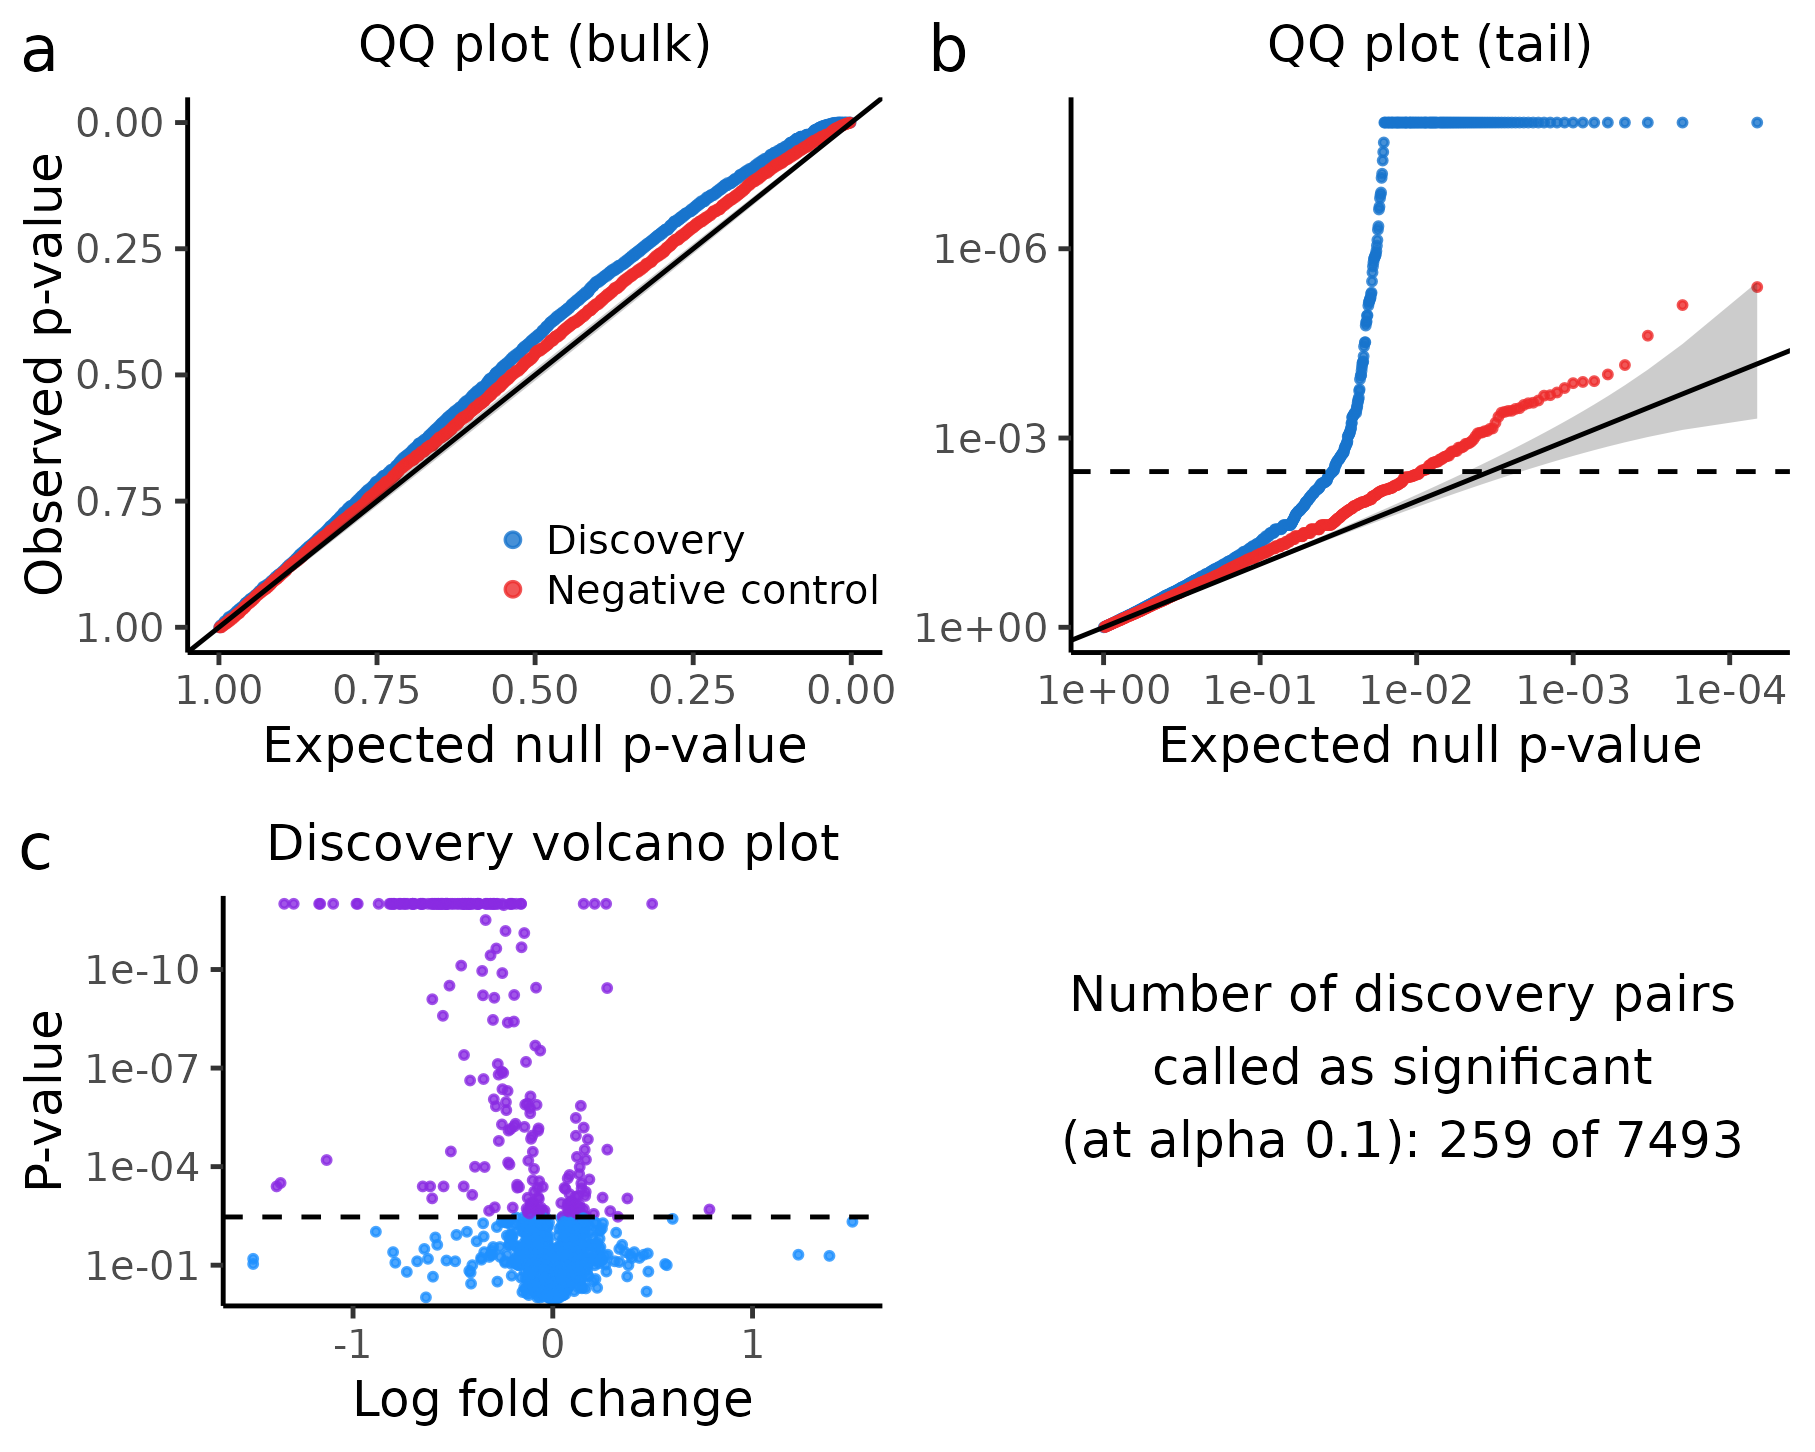 a
QQ plot (bulk)
Observed p-value
0.00
0.25
0.50
0.75
1.00
Discovery
Negative control
1.00 0.75 0.50 0.25 0.00
Expected null p-value
b
QQ plot (tail)
1e-06
1e-03
1e+00
1e+00 1e-01 1e-02 1e-03 1e-04
Expected null p-value
c
Discovery volcano plot
P-value
1e-10
1e-07
1e-04
1e-01
-1 0 1
Log fold change
Number of discovery pairs
called as significant
(at alpha 0.1): 259 of 7493